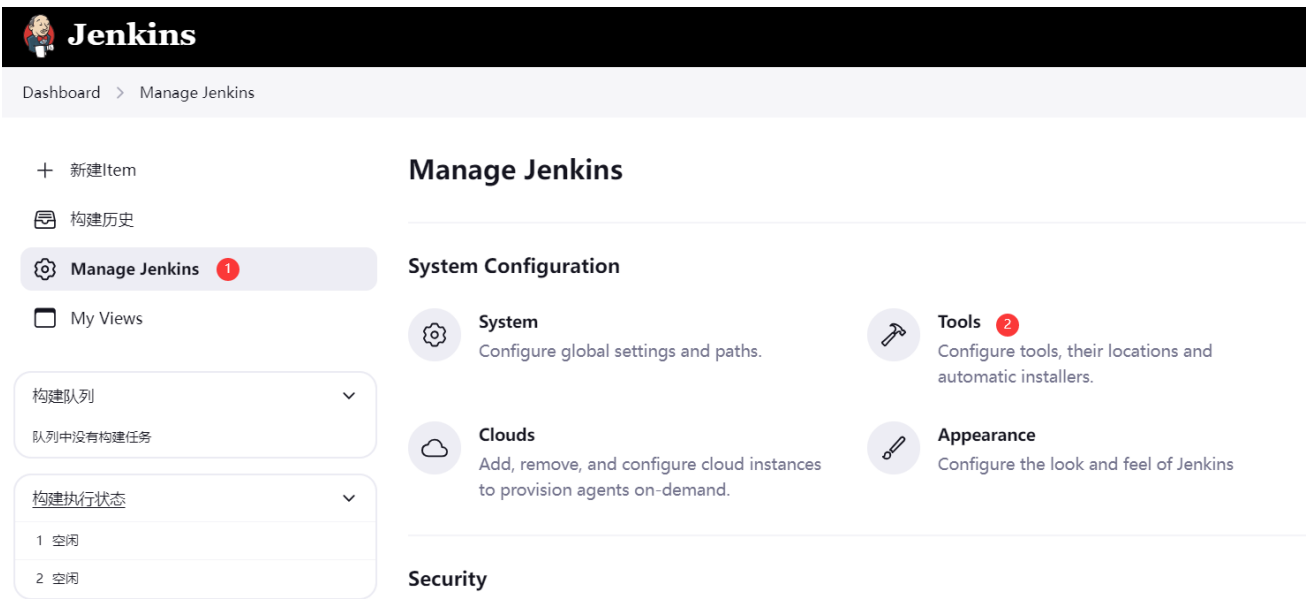 Jenkins
Dashboard > Manage Jenkins
新建Item
构建历史
Manage Jenkins 1
My Views
构建队列
队列中没有构建任务
构建执行状态
1 空闲
2 空闲
Manage Jenkins
System Configuration
System
Configure global settings and paths.
Tools 2
Configure tools, their locations and
automatic installers.
Clouds
Add, remove, and configure cloud instances
to provision agents on-demand.
Appearance
Configure the look and feel of Jenkins
Security